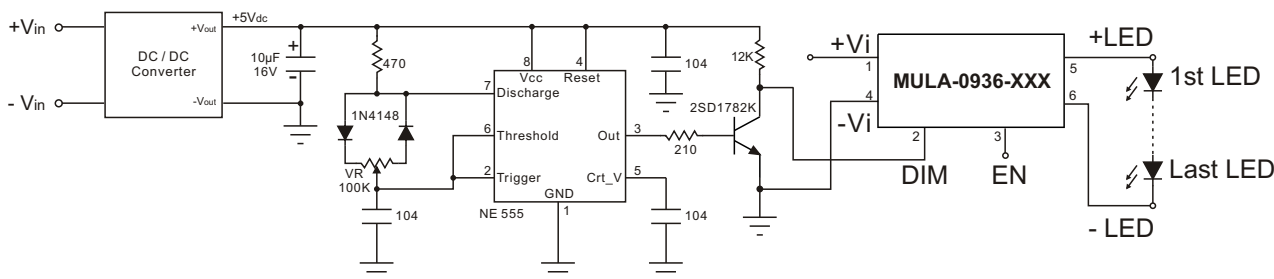 +Vin
- Vin
DC / DC
Converter
+Vout
-Vout
+5Vdc
10µF
16V
+
-
470
1N4148
VR
100K
104
8
Vcc
4
Reset
7
Discharge
6
Threshold
2
Trigger
3
Out
5
Crt_V
GND
1
NE 555
104
104
210
12K
2SD1782K
+Vi
1
4
-Vi
MULA-0936-XXX
2
DIM
3
EN
5
+LED
6
- LED
1st LED
Last LED